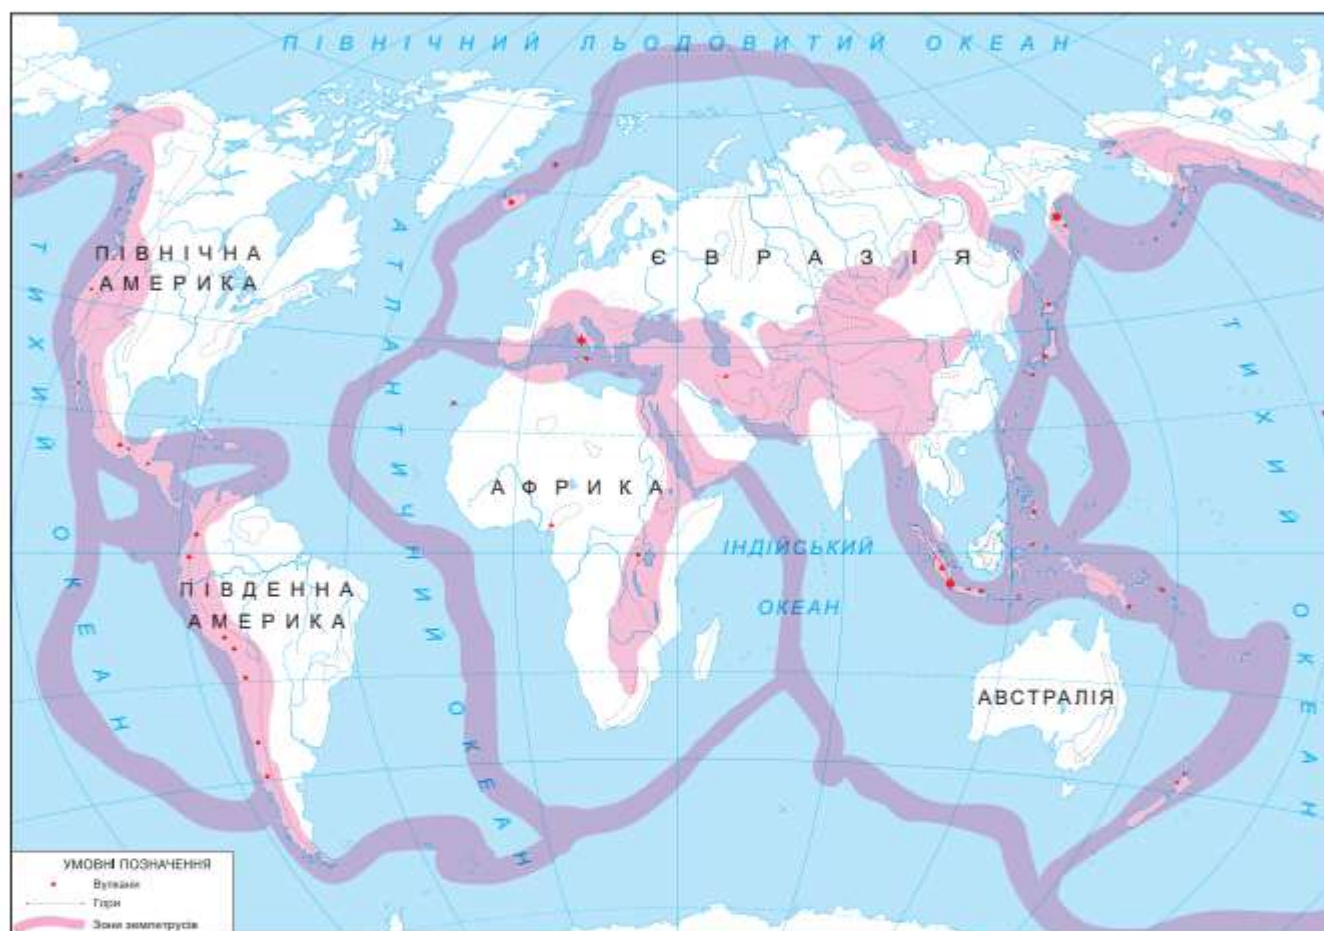 ПІВНІЧНИЙ ЛЬОДОВИТИЙ ОКЕАН
ПІВНІЧНА
АМЕРИКА
ЄВРАЗІЯ
АТЛАНТИЧНИЙ ОКЕАН
ТИХИЙ ОКЕАН
ТИХИЙ ОКЕАН
АФРИКА
ІНДІЙСЬКИЙ
ОКЕАН
ПІВДЕННА
АМЕРИКА
АВСТРАЛІЯ
УМОВНІ ПОЗНАЧЕННЯ
Вулкани
Гори
Зони землетрусів